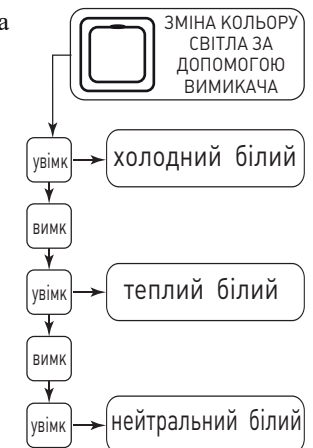 а
ЗМІНА КОЛЬОРУ
СВІТЛА ЗА
ДОПОМОГОЮ
ВИМИКАЧА
увімк
холодний білий
вимк
увімк
теплий білий
вимк
увімк
нейтральний білий